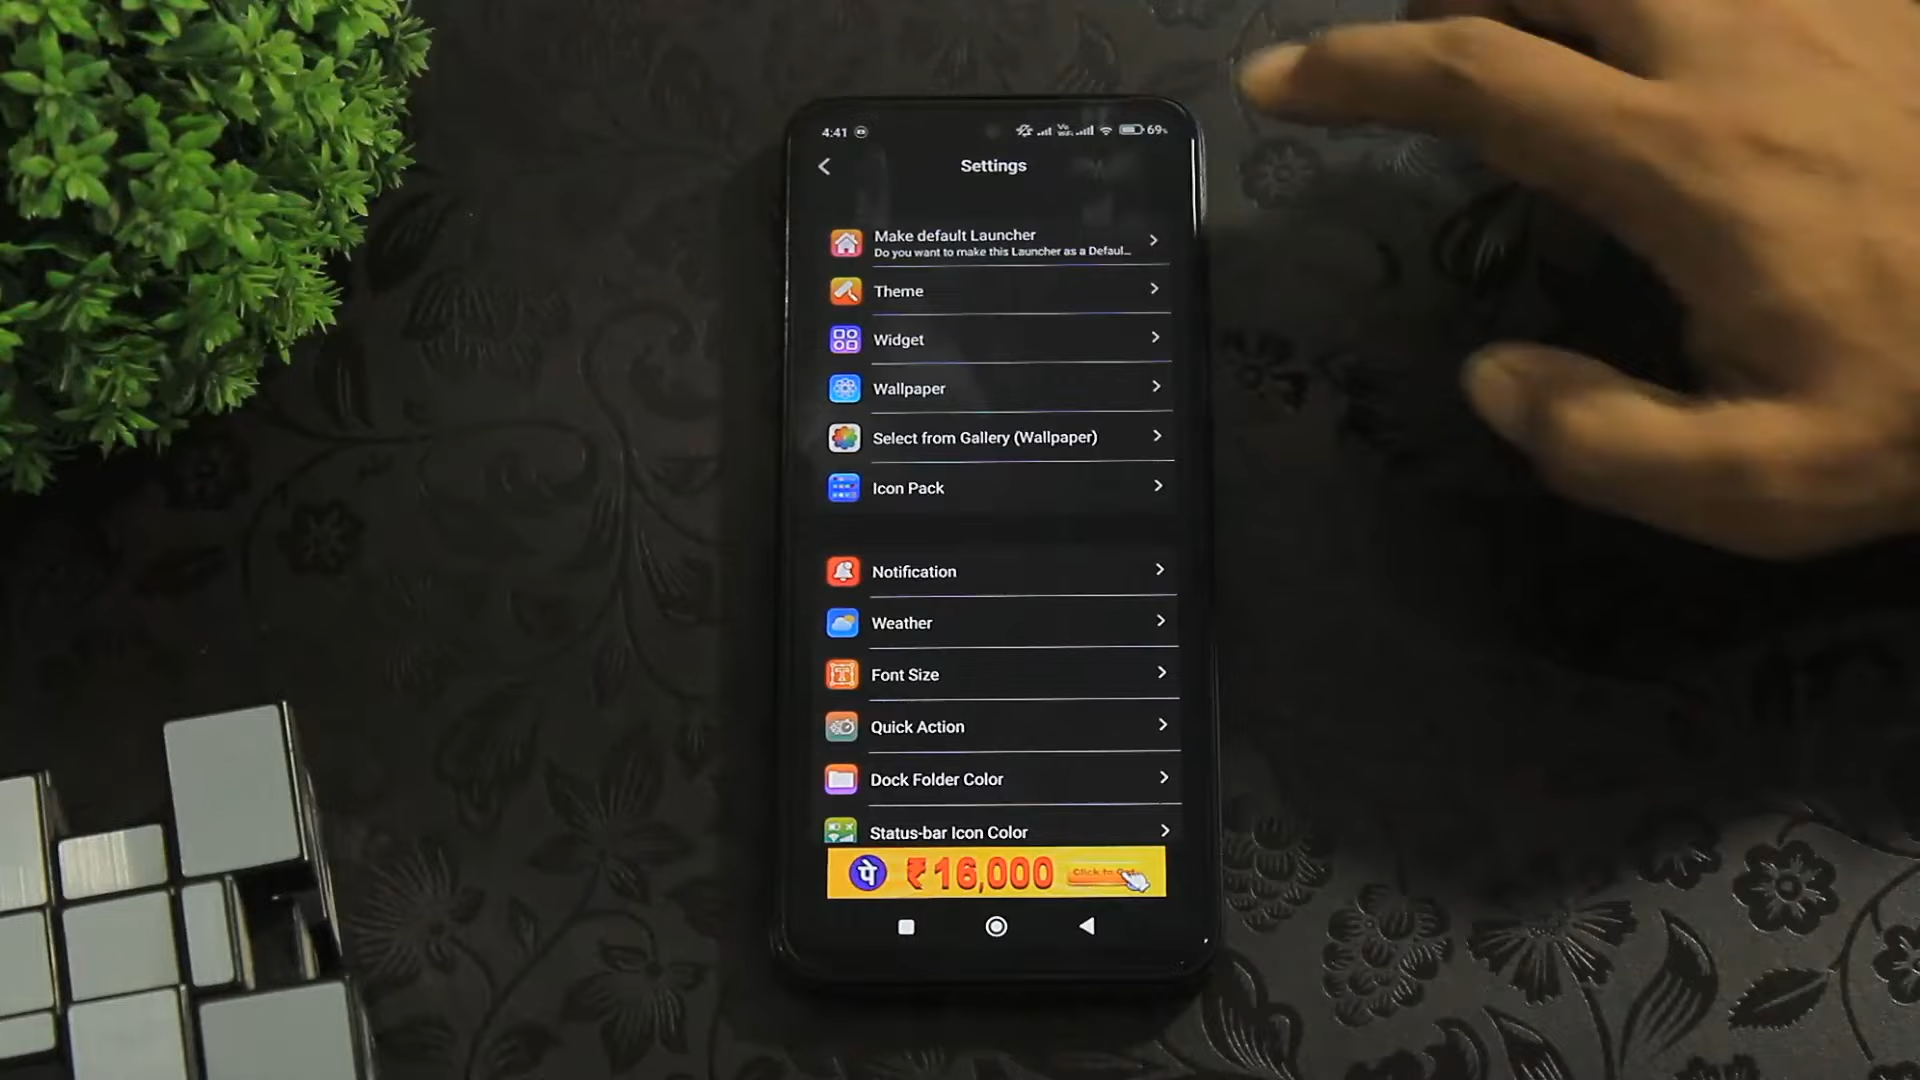 4:41 69%
Settings
Make default Launcher
Do you want to make this Launcher as a Defaul...
Theme
Widget
Wallpaper
Select from Gallery (Wallpaper)
Icon Pack
Notification
Weather
Font Size
Quick Action
Dock Folder Color
Status-bar Icon Color
पे ₹16,000 Click to